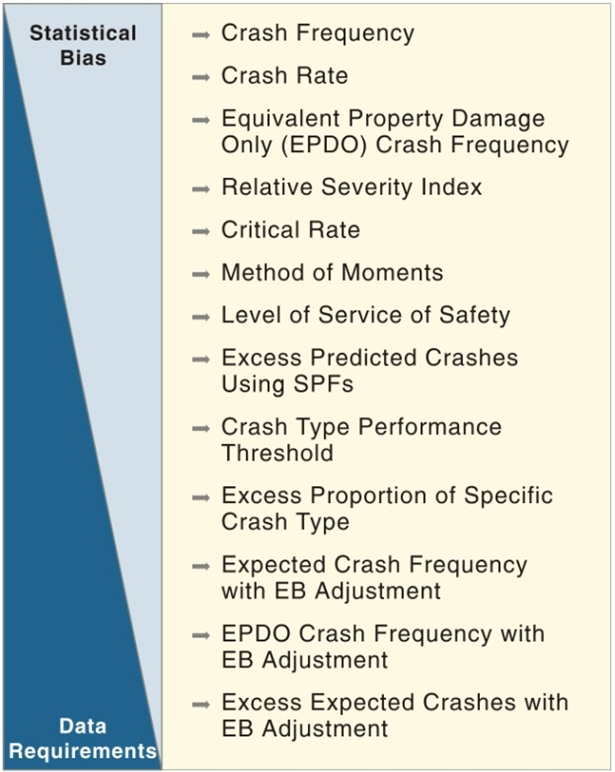 Statistical
Bias
Crash Frequency
Crash Rate
Equivalent Property Damage
Only (EPDO) Crash Frequency
Relative Severity Index
Critical Rate
Method of Moments
Level of Service of Safety
Excess Predicted Crashes
Using SPFs
Crash Type Performance
Threshold
Excess Proportion of Specific
Crash Type
Expected Crash Frequency
with EB Adjustment
EPDO Crash Frequency with
EB Adjustment
Excess Expected Crashes with
EB Adjustment
Data
Requirements